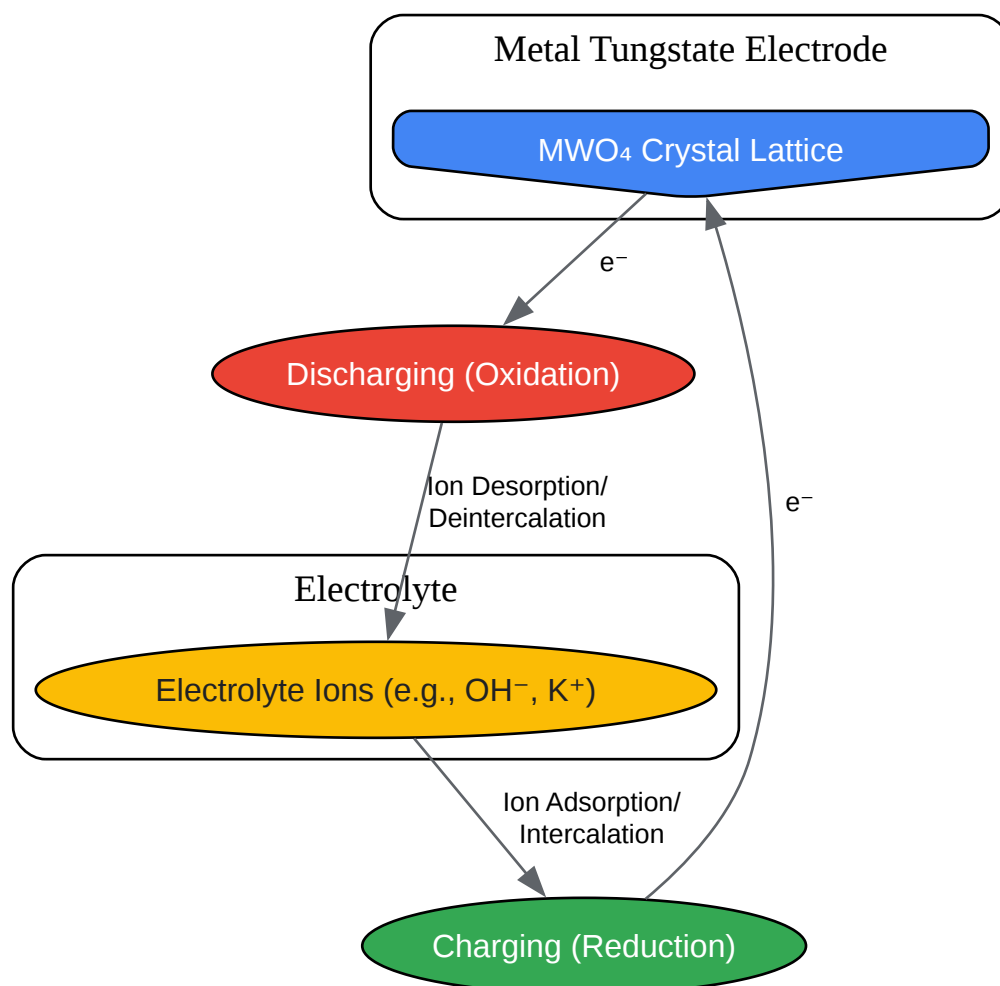 Metal Tungstate Electrode
MWO₄ Crystal Lattice
e⁻
Discharging (Oxidation)
Ion Desorption/
Deintercalation
e⁻
Electrolyte
Electrolyte Ions (e.g., OH⁻, K⁺)
Ion Adsorption/
Intercalation
Charging (Reduction)